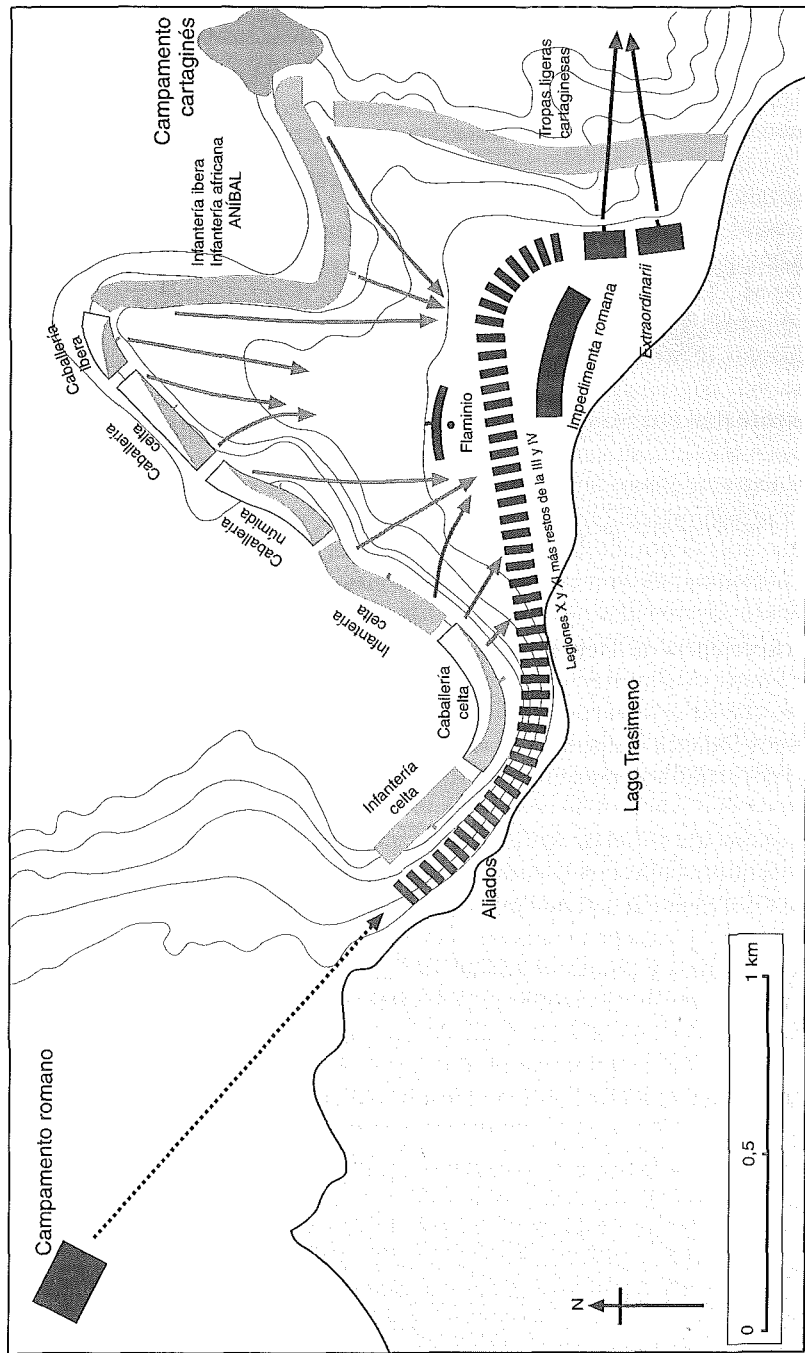 Campamento romano
Campamento
cartaginés
Infantería ibera
Infantería africana
ANÍBAL
Caballería
ibera
Caballería
celta
Caballería
númida
Infantería
celta
Caballería
celta
Infantería
celta
Tropas ligeras
cartaginesas
Flaminio
Extraordinarii
Impedimenta romana
Legiones X y XI más restos de la III y IV
Aliados
Lago Trasimeno
N
0
0,5
1 km